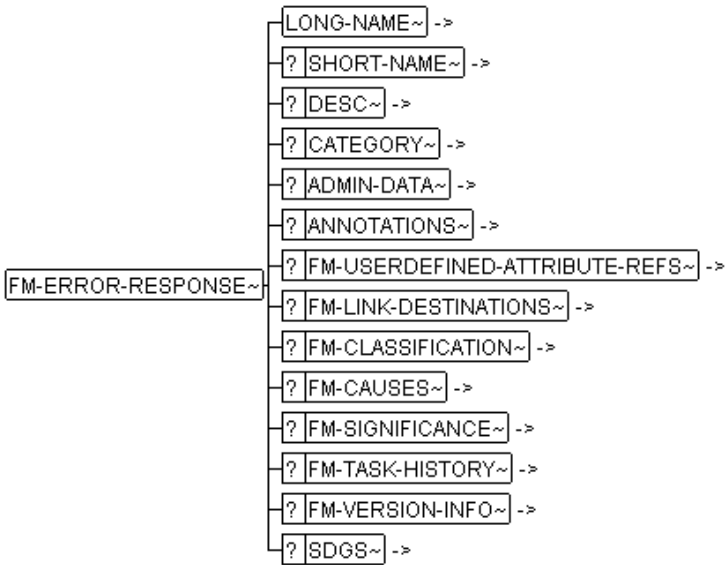 LONG-NAME~ ->
? SHORT-NAME~ ->
? DESC~ ->
? CATEGORY~ ->
? ADMIN-DATA~ ->
? ANNOTATIONS~ ->
? FM-USERDEFINED-ATTRIBUTE-REFS~ ->
FM-ERROR-RESPONSE~
? FM-LINK-DESTINATIONS~ ->
? FM-CLASSIFICATION~ ->
? FM-CAUSES~ ->
? FM-SIGNIFICANCE~ ->
? FM-TASK-HISTORY~ ->
? FM-VERSION-INFO~ ->
? SDGS~ ->